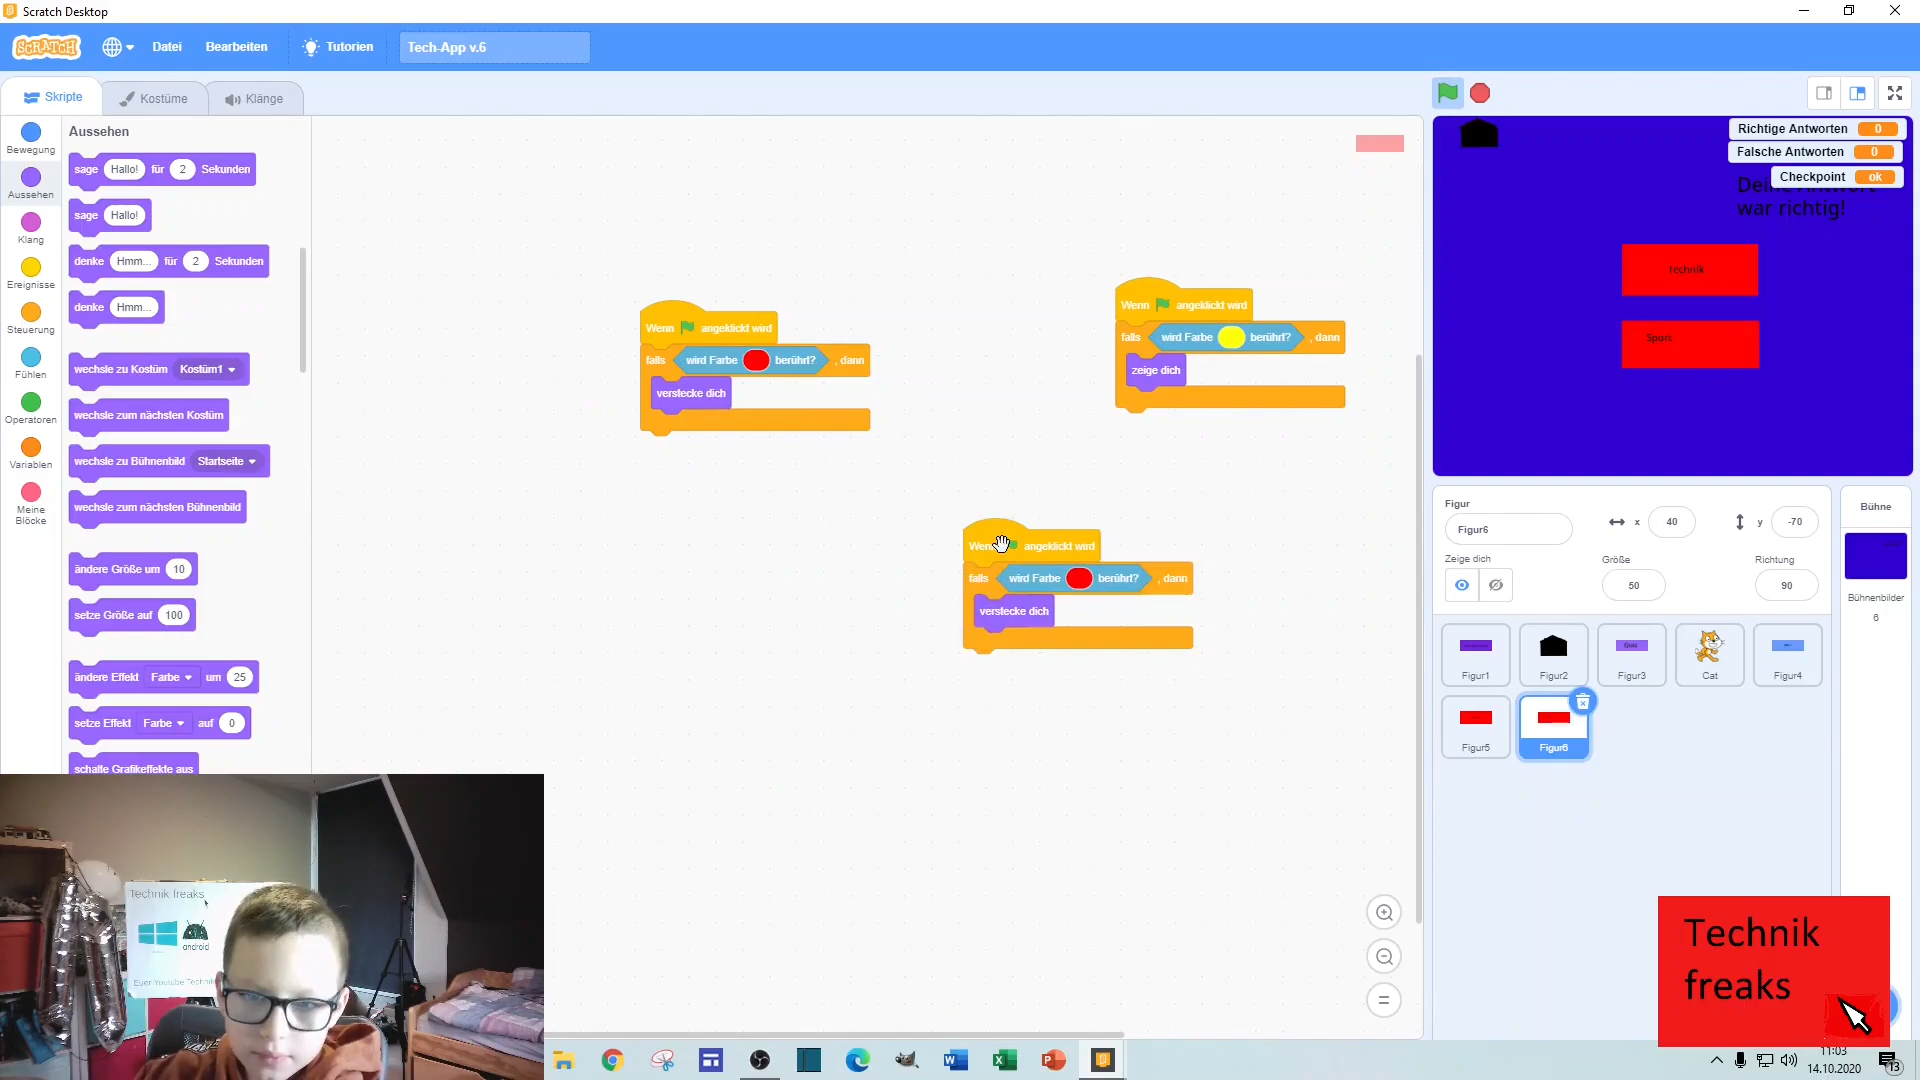 Scratch Desktop
SCRATCH
Datei
Bearbeiten
Tutorien
Tech-App v.6
Skripte
Kostüme
Klänge
Bewegung
Aussehen
Klang
Ereignisse
Steuerung
Fühlen
Operatoren
Variablen
Meine
Blöcke
Aussehen
sage Hallo! für 2 Sekunden
sage Hallo!
denke Hmm... für 2 Sekunden
denke Hmm...
wechsle zu Kostüm Kostüm1
wechsle zum nächsten Kostüm
wechsle zu Bühnenbild Startseite
wechsle zum nächsten Bühnenbild
ändere Größe um 10
setze Größe auf 100
ändere Effekt Farbe um 25
setze Effekt Farbe auf 0
schalte Grafikeffekte aus
Wenn angeklickt wird
falls wird Farbe berührt? , dann
verstecke dich
Wenn angeklickt wird
falls wird Farbe berührt? , dann
zeige dich
Wenn angeklickt wird
falls wird Farbe berührt? , dann
verstecke dich
Richtige Antworten 0
Falsche Antworten 0
Checkpoint ok
war richtig!
Technik
Sport
Figur
Figur6
x 40
y -70
Zeige dich
Größe
50
Richtung
90
Bühne
Bühnenbilder
6
Figur1
Figur2
Quiz
Figur3
Cat
Figur4
Figur5
Figur6
Technik freaks
android
Euer Youtube Technik
Technik
freaks
11:03
14.10.2020
13